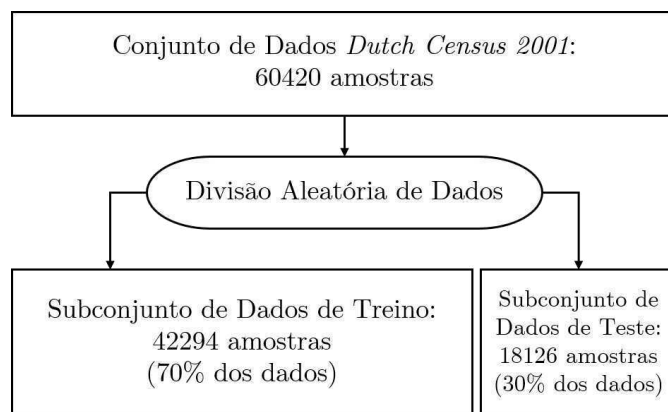 Conjunto de Dados Dutch Census 2001:
60420 amostras
Divisão Aleatória de Dados
Subconjunto de Dados de Treino:
42294 amostras
(70% dos dados)
Subconjunto de
Dados de Teste:
18126 amostras
(30% dos dados)